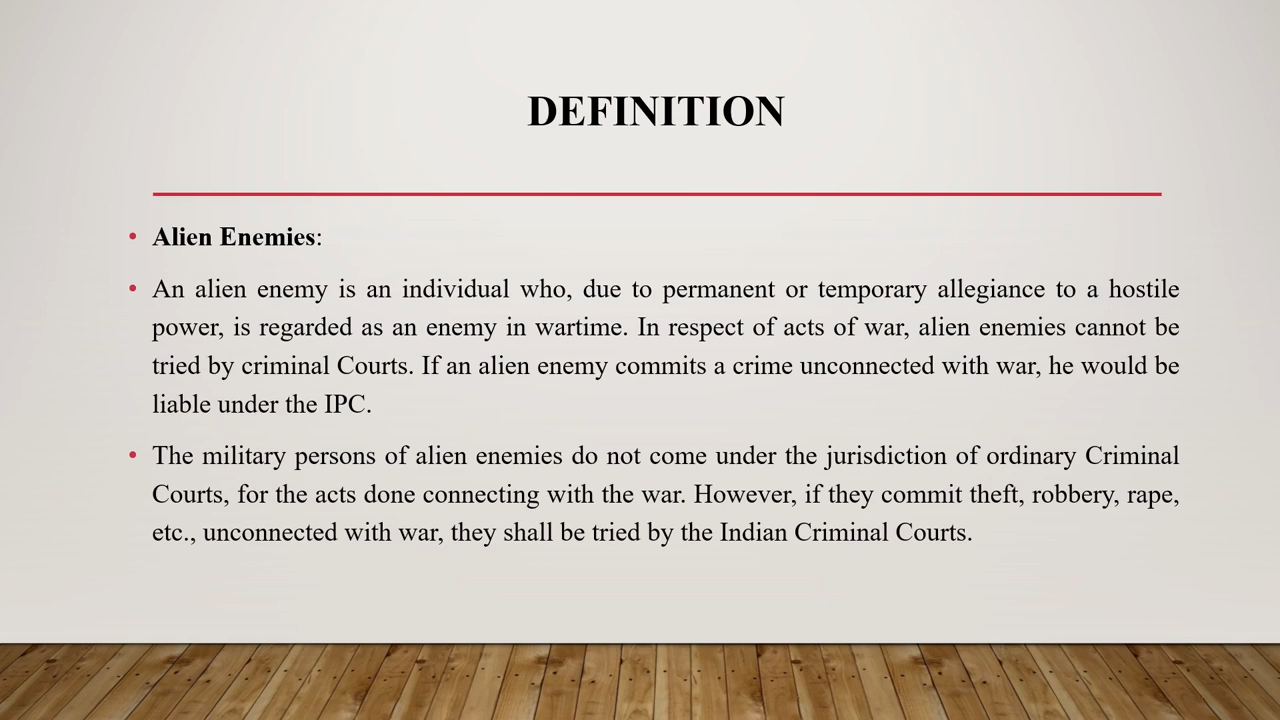 DEFINITION
• Alien Enemies:
• An alien enemy is an individual who, due to permanent or temporary allegiance to a hostile
power, is regarded as an enemy in wartime. In respect of acts of war, alien enemies cannot be
tried by criminal Courts. If an alien enemy commits a crime unconnected with war, he would be
liable under the IPC.
• The military persons of alien enemies do not come under the jurisdiction of ordinary Criminal
Courts, for the acts done connecting with the war. However, if they commit theft, robbery, rape,
etc., unconnected with war, they shall be tried by the Indian Criminal Courts.